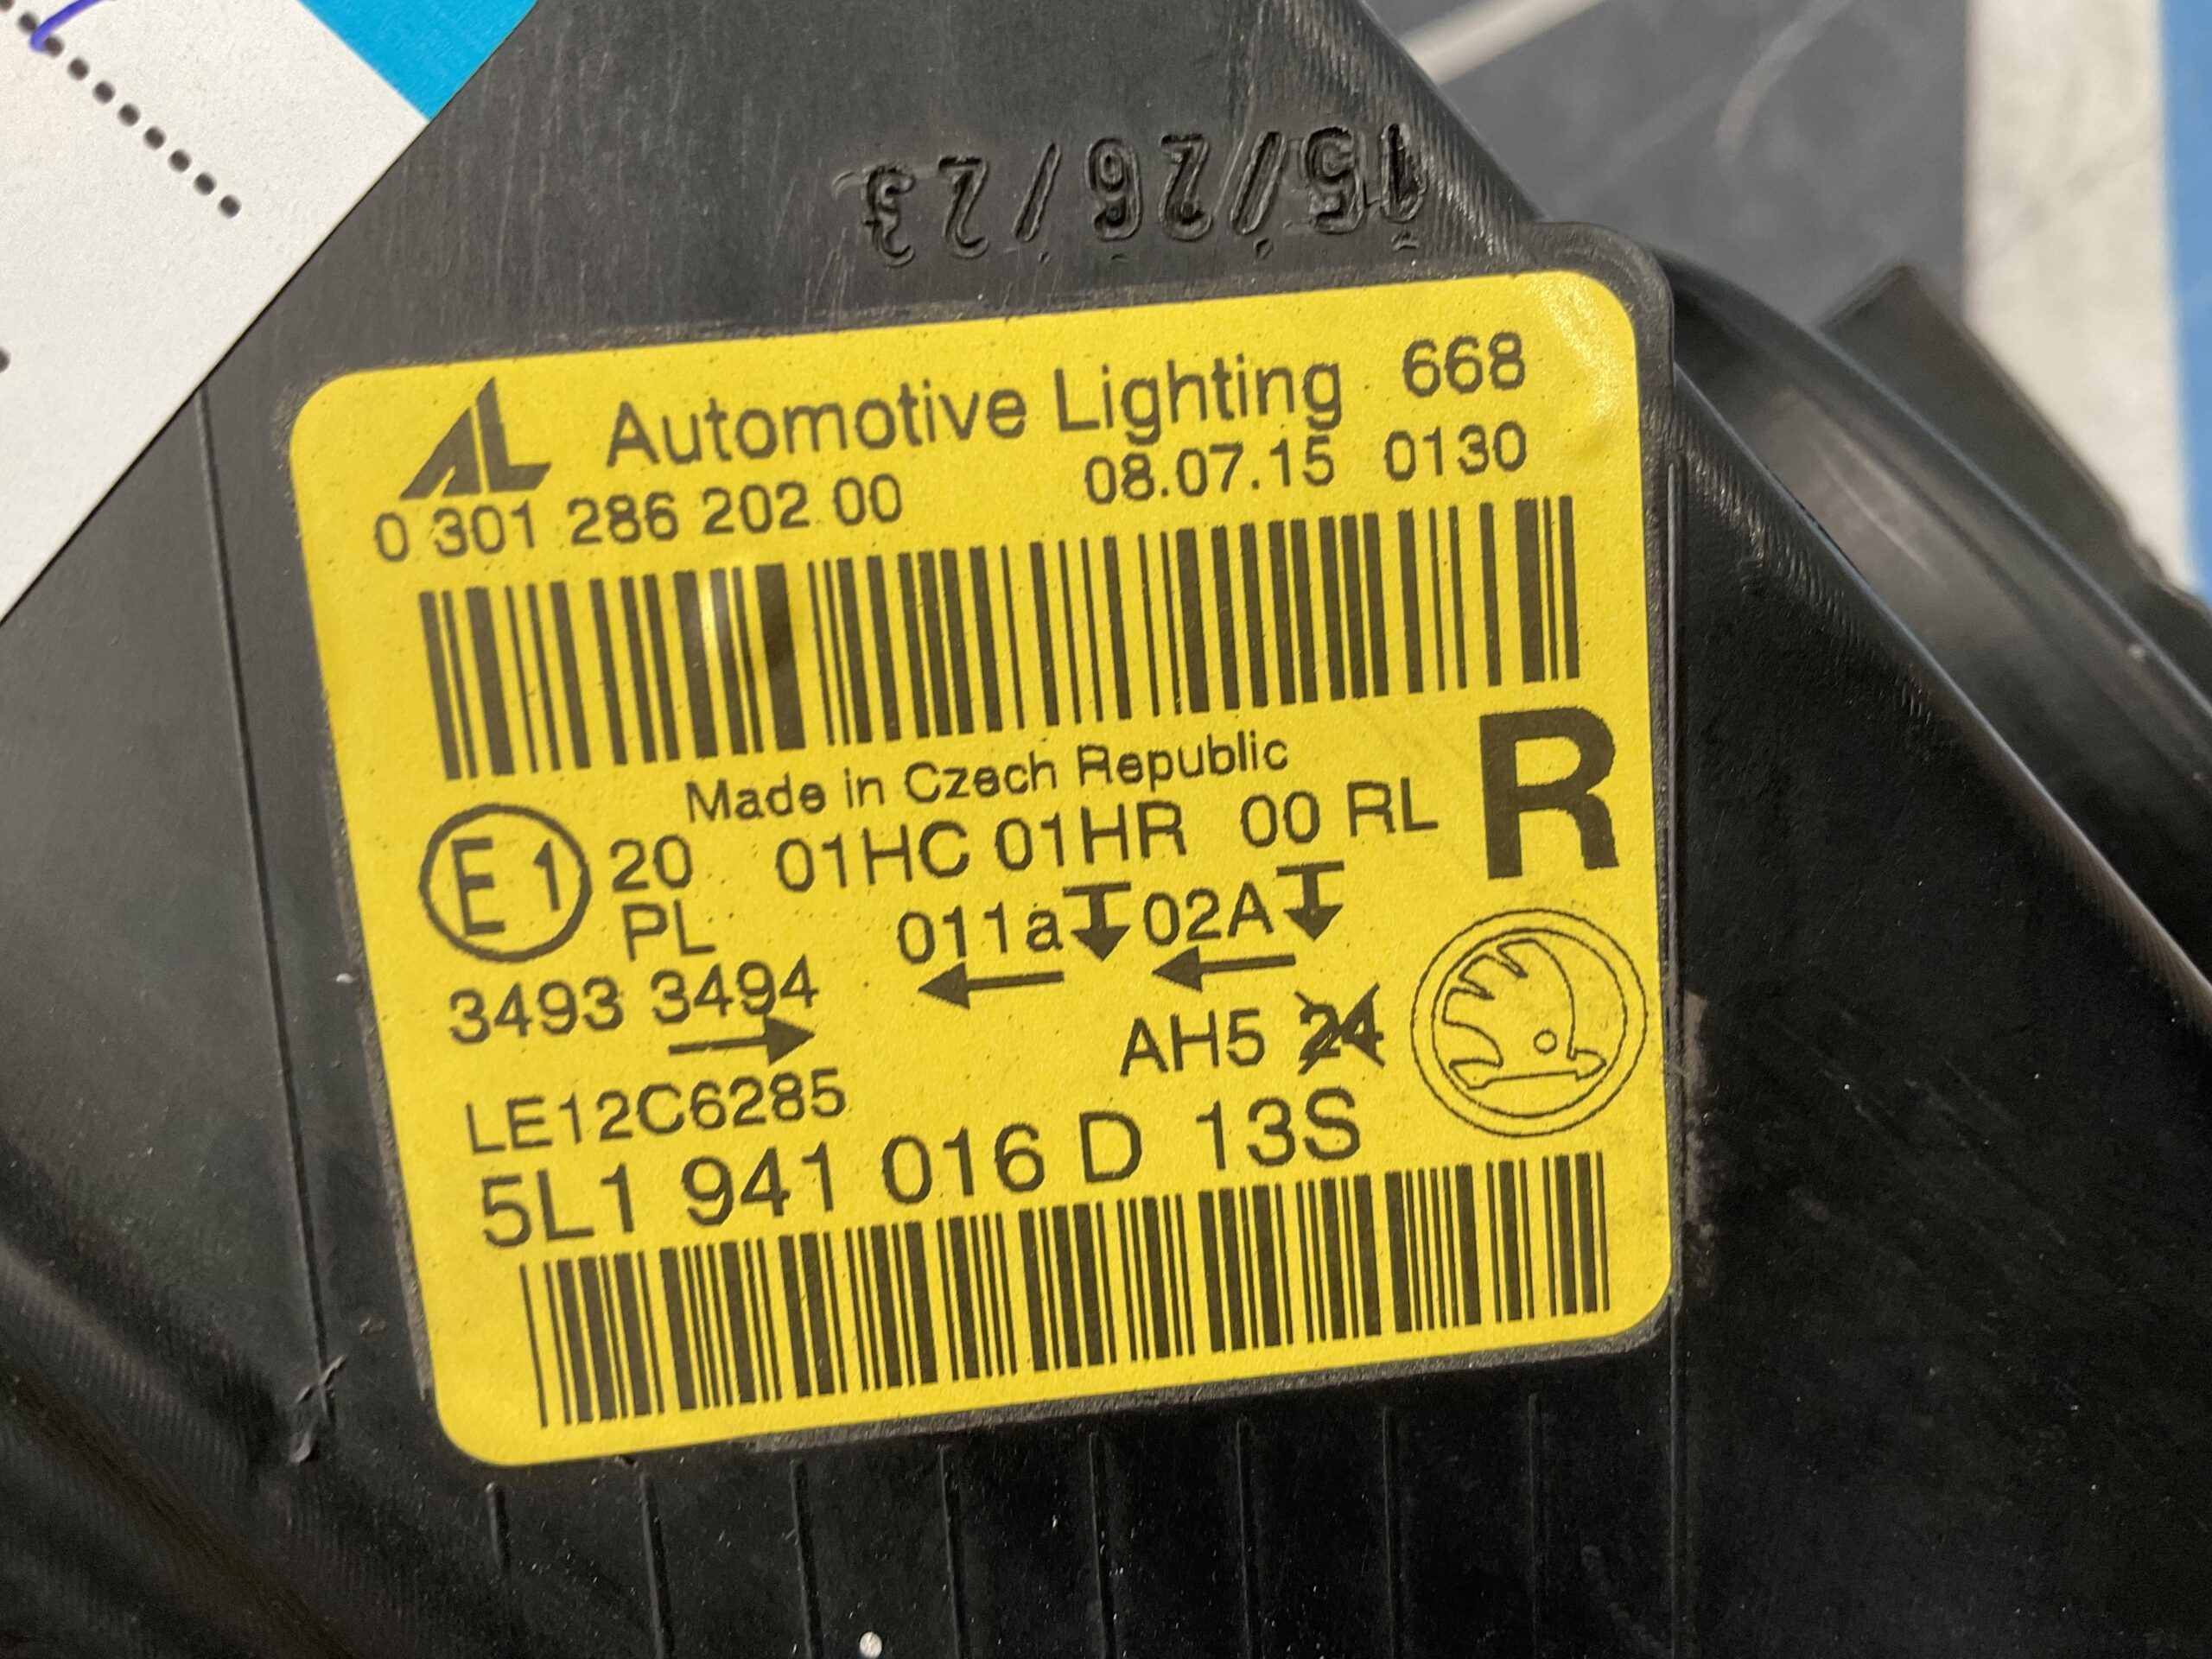 15/26/23
AL Automotive Lighting 668
0 301 286 202 00 08.07.15 0130
Made in Czech Republic
E1 20 01HC 01HR 00 RL R
PL 011a 02A
3493 3494
AH5 24
LE12C6285
5L1 941 016 D 13S